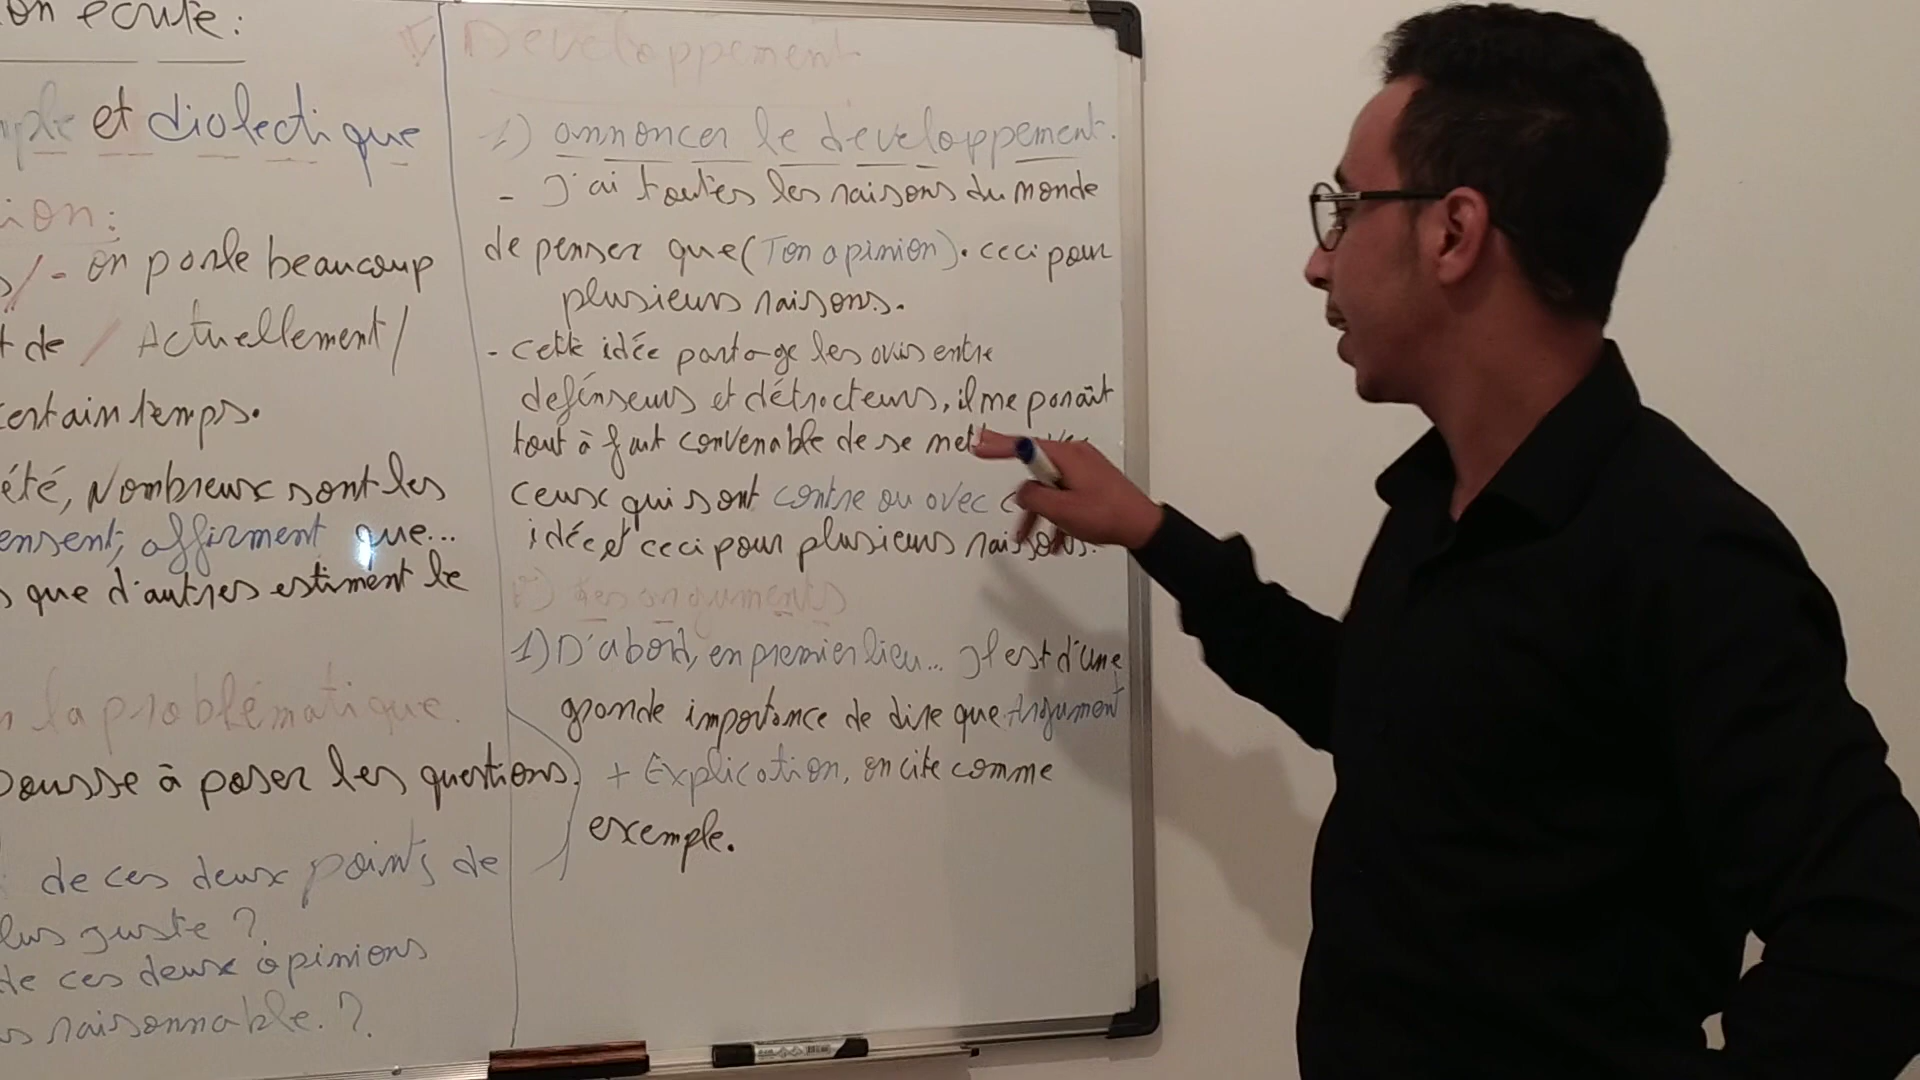 on écrite:
et dialectique
ion:
/ - on parle beaucoup
de / Actuellement /
certain temps.
été, Nombreux sont les
ensent, affirment que...
que d'autres estiment le
la problématique.
pousse à poser les questions.
de ces deux points de
lus juste ?
de ces deux opinions
raisonnable. ?
Développement
1) annoncer le développement.
- J'ai toutes les raisons du monde
de penser que (Ton opinion). ceci pour
plusieurs raisons.
- cette idée partage les avis entre
défenseurs et détracteurs, il me paraît
tout à fait convenable de se
ceux qui sont contre ou avec
idée et ceci pour plusieurs raisons.
2) Les arguments
1) D'abord, en premier lieu... Il est d'une
grande importance de dire que Argument
+ Explication, on cite comme
exemple.